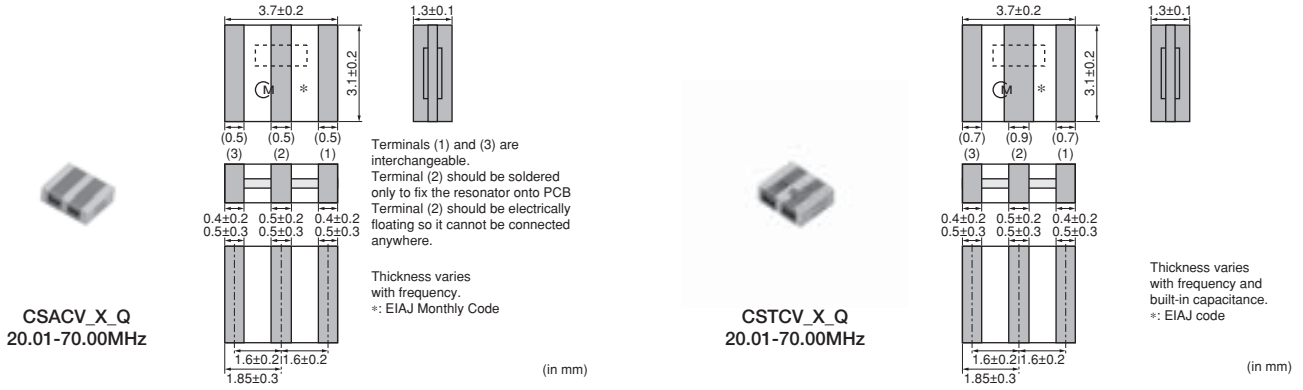 3.7±0.2
1.3±0.1
3.1±0.2
M
*
(0.5) (0.5) (0.5)
(3) (2) (1)
0.4±0.2 0.5±0.2 0.4±0.2
0.5±0.3 0.5±0.3 0.5±0.3
1.6±0.2 1.6±0.2
1.85±0.3
Terminals (1) and (3) are
interchangeable.
Terminal (2) should be soldered
only to fix the resonator onto PCB
Terminal (2) should be electrically
floating so it cannot be connected
anywhere.
Thickness varies
with frequency.
*: EIAJ Monthly Code
CSACV_X_Q
20.01-70.00MHz
(in mm)
3.7±0.2
1.3±0.1
3.1±0.2
M
*
(0.7) (0.9) (0.7)
(3) (2) (1)
0.4±0.2 0.5±0.2 0.4±0.2
0.5±0.3 0.5±0.3 0.5±0.3
1.6±0.2 1.6±0.2
1.85±0.3
Thickness varies
with frequency and
built-in capacitance.
*: EIAJ code
CSTCV_X_Q
20.01-70.00MHz
(in mm)